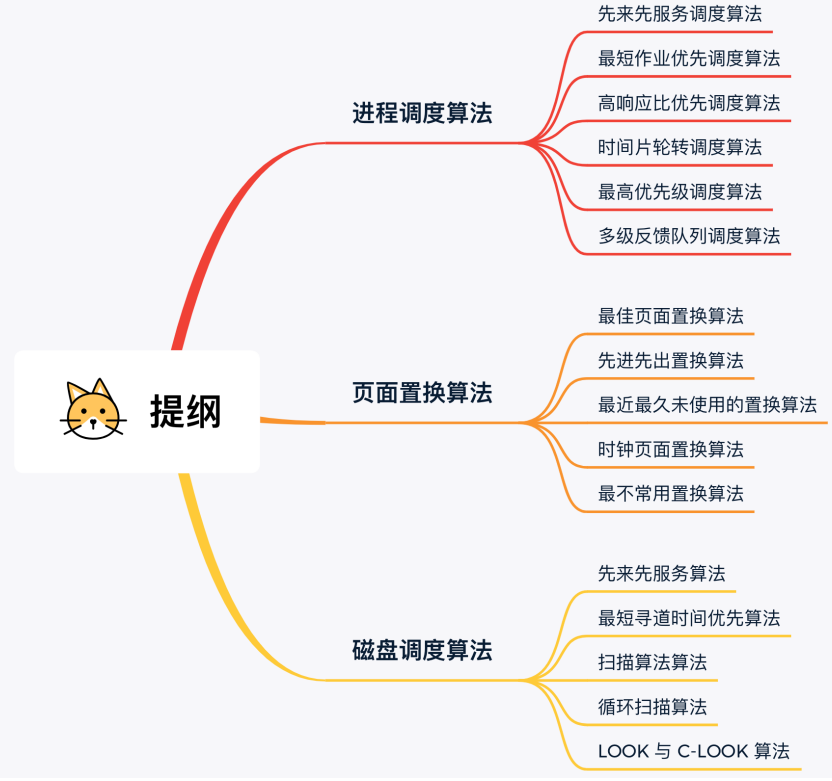 提纲
进程调度算法
先来先服务调度算法
最短作业优先调度算法
高响应比优先调度算法
时间片轮转调度算法
最高优先级调度算法
多级反馈队列调度算法
页面置换算法
最佳页面置换算法
先进先出置换算法
最近最久未使用的置换算法
时钟页面置换算法
最不常用置换算法
磁盘调度算法
先来先服务算法
最短寻道时间优先算法
扫描算法算法
循环扫描算法
LOOK 与 C-LOOK 算法